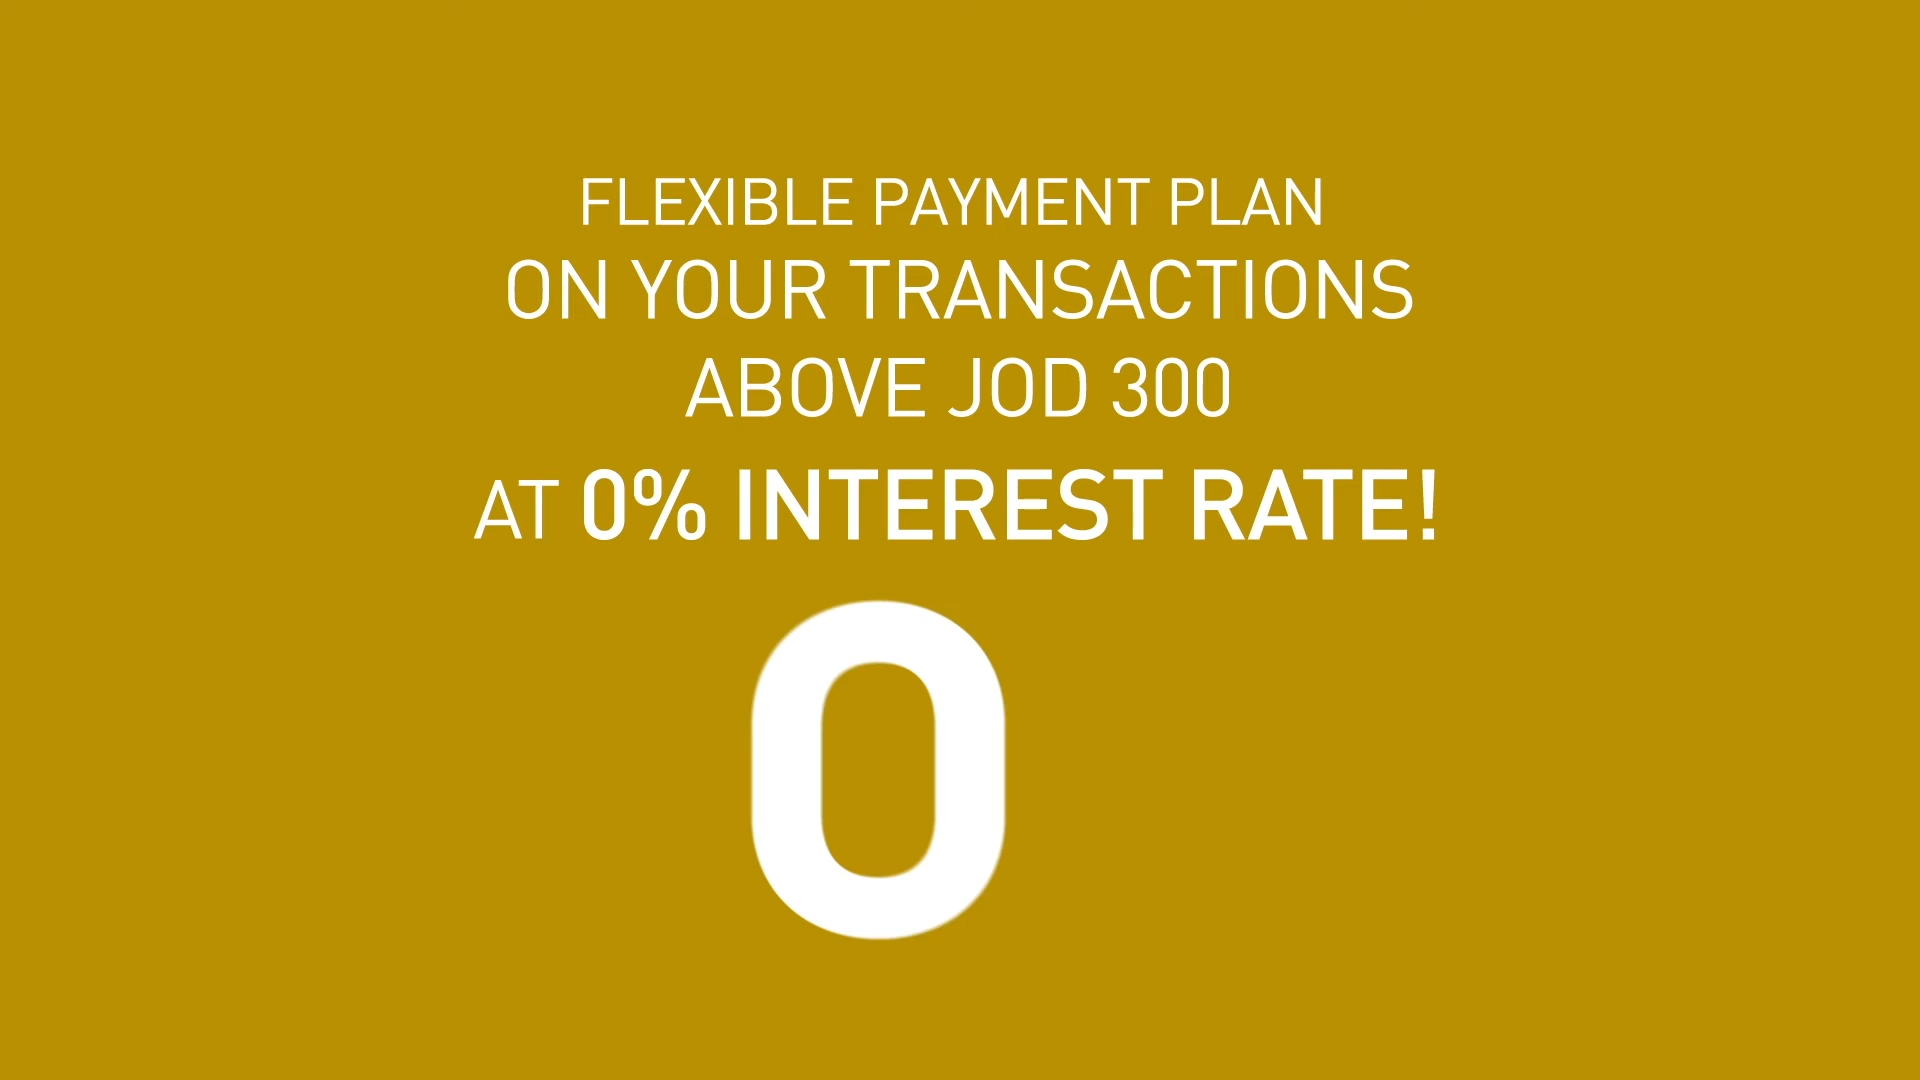 FLEXIBLE PAYMENT PLAN
ON YOUR TRANSACTIONS
ABOVE JOD 300
AT 0% INTEREST RATE!
0